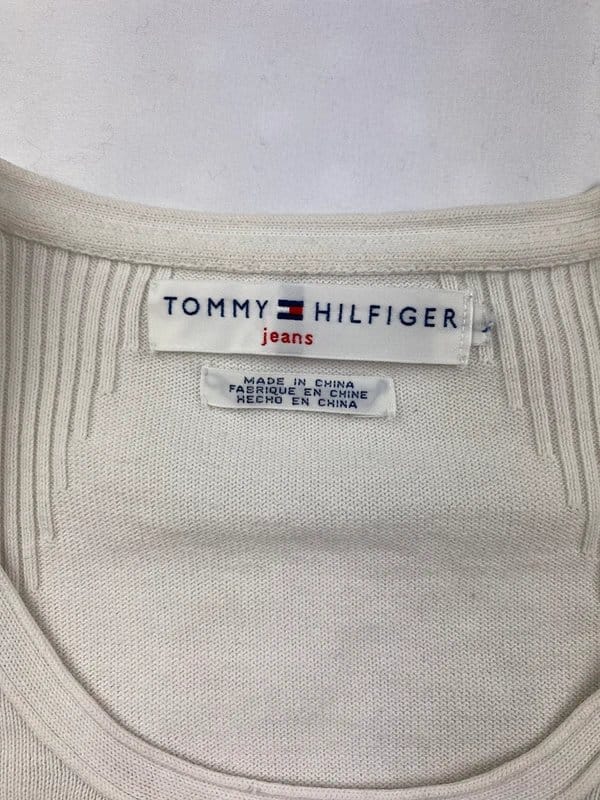 TOMMY HILFIGER
jeans
MADE IN CHINA
FABRIQUE EN CHINE
HECHO EN CHINA